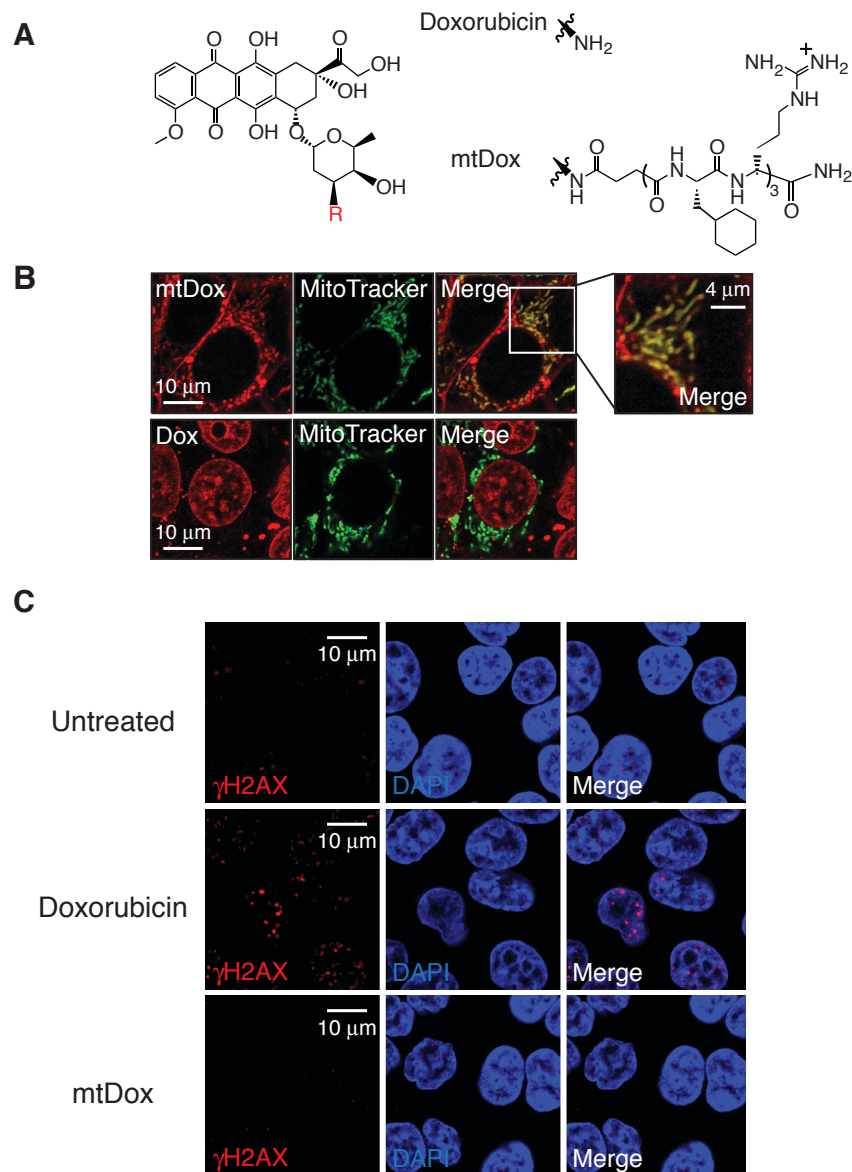 A
O
OH
O
OH
OH
O
O
OH
O
O
OH
R
Doxorubicin
NH2
mtDox
N
H
O
O
H
N
O
N
H
3
O
NH2
NH
NH2
NH2
+
B
mtDox
MitoTracker
Merge
4 μm
10 μm
Merge
Dox
MitoTracker
Merge
10 μm
C
10 μm
Untreated
γH2AX
DAPI
Merge
10 μm
Doxorubicin
γH2AX
DAPI
Merge
10 μm
mtDox
γH2AX
DAPI
Merge